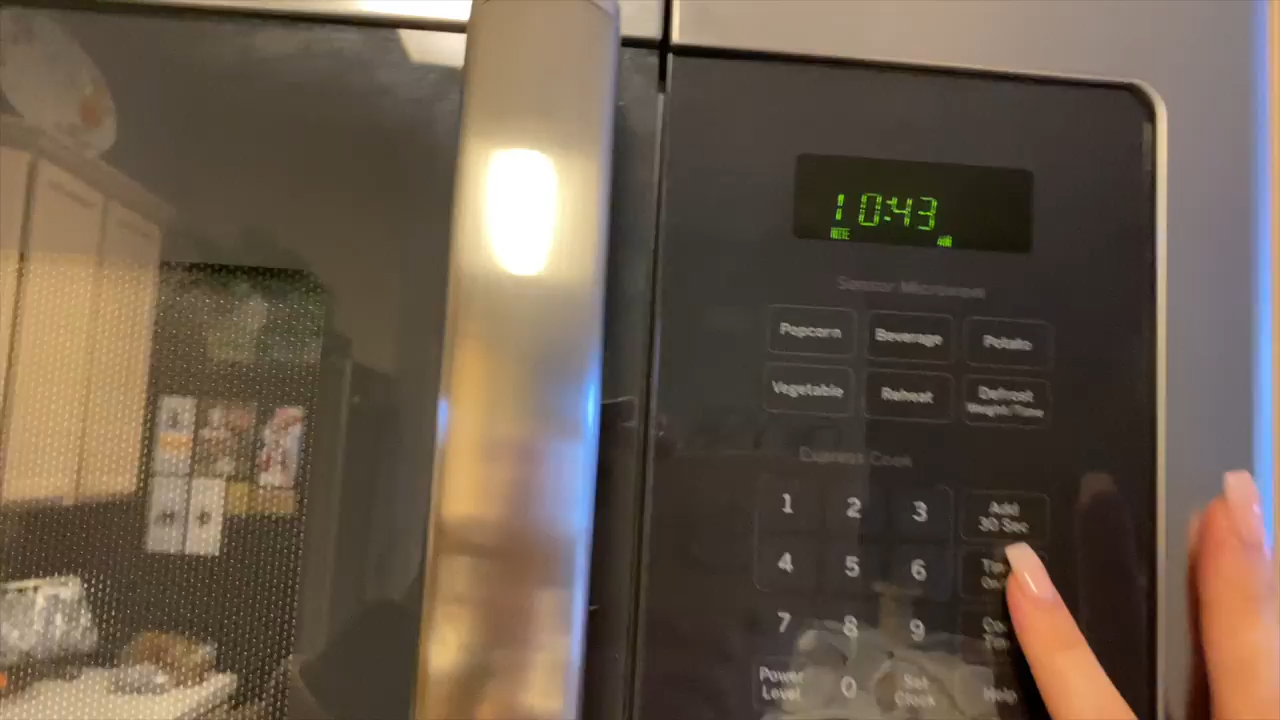 10:43
Sensor Microwave
Popcorn
Beverage
Potato
Vegetable
Reheat
Defrost
Weight/Time
Express Cook
1
2
3
Add
30 Sec
4
5
6
7
8
9
Power
Level
0
Set
Clock
Help